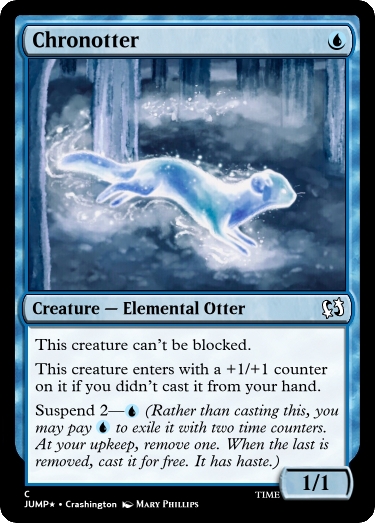 Chronotter
Creature — Elemental Otter
This creature can't be blocked.
This creature enters with a +1/+1 counter
on it if you didn't cast it from your hand.
Suspend 2— (Rather than casting this, you
may pay to exile it with two time counters.
At your upkeep, remove one. When the last is
removed, cast it for free. It has haste.)
1/1
C
TIME
JUMP★ • Crashington Mary Phillips